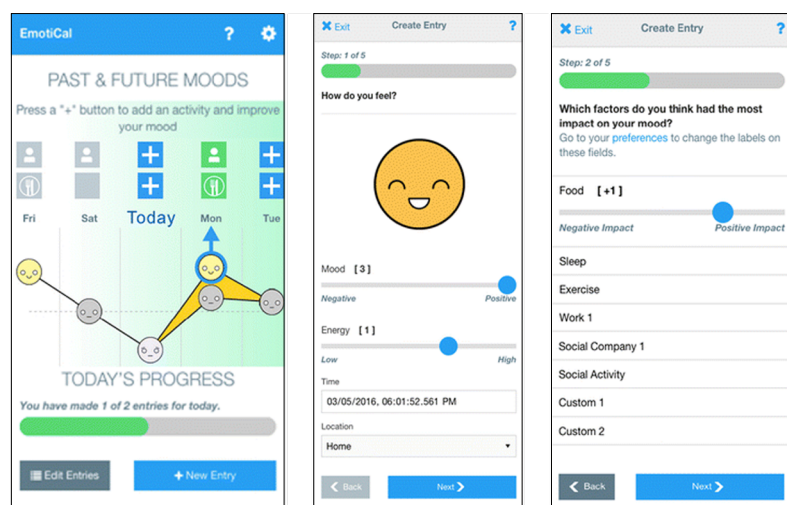 EmotiCal ?
PAST & FUTURE MOODS
Press a "+" button to add an activity and improve
your mood
Fri Sat Today Mon Tue
TODAY'S PROGRESS
You have made 1 of 2 entries for today.
Edit Entries + New Entry
Exit Create Entry ?
Step: 1 of 5
How do you feel?
Mood [ 3 ]
Negative Positive
Energy [ 1 ]
Low High
Time
03/05/2016, 06:01:52.561 PM
Location
Home
Back Next
Exit Create Entry ?
Step: 2 of 5
Which factors do you think had the most
impact on your mood?
Go to your preferences to change the labels on
these fields.
Food [ +1 ]
Negative Impact Positive Impact
Sleep
Exercise
Work 1
Social Company 1
Social Activity
Custom 1
Custom 2
Back Next